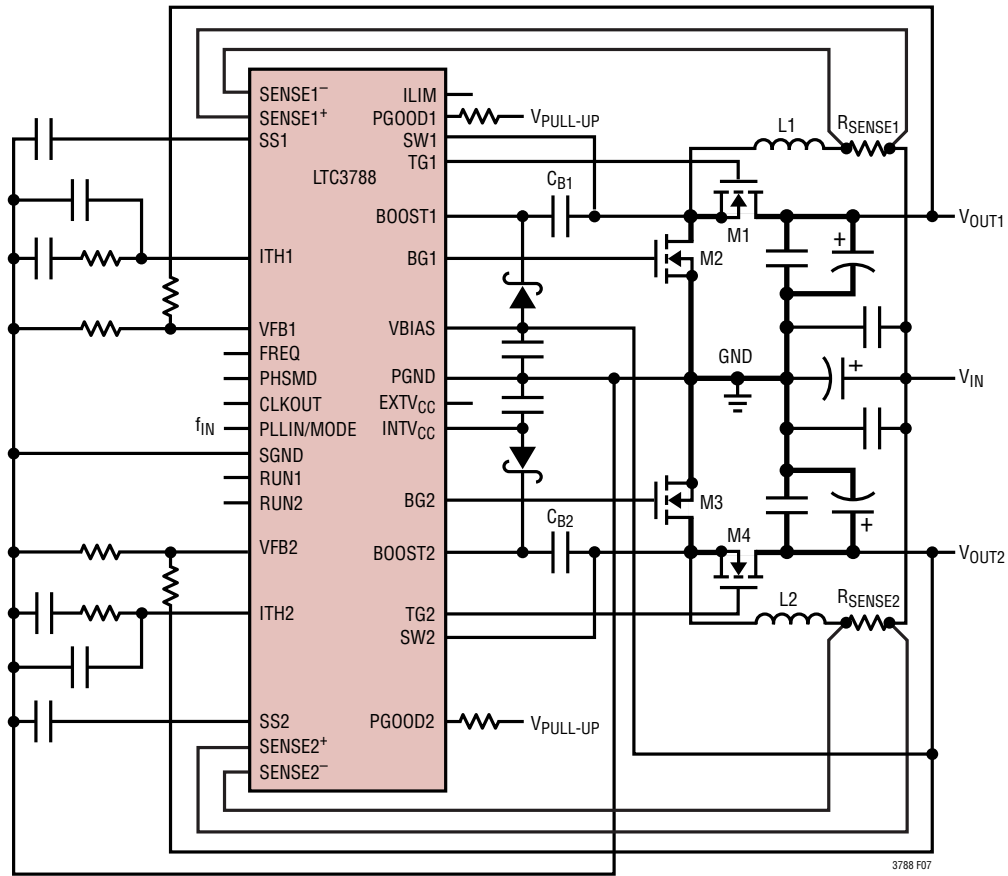 SENSE1–
SENSE1+
SS1
LTC3788
ITH1
VFB1
FREQ
PHSMD
CLKOUT
fIN
PLLIN/MODE
SGND
RUN1
RUN2
VFB2
ITH2
SS2
SENSE2+
SENSE2–
ILIM
PGOOD1
VPULL-UP
SW1
TG1
BOOST1
BG1
VBIAS
PGND
EXTVCC
INTVCC
BG2
BOOST2
TG2
SW2
PGOOD2
VPULL-UP
CB1
CB2
L1
RSENSE1
M1
M2
+
VOUT1
GND
+
VIN
M3
M4
+
VOUT2
L2
RSENSE2
3788 F07